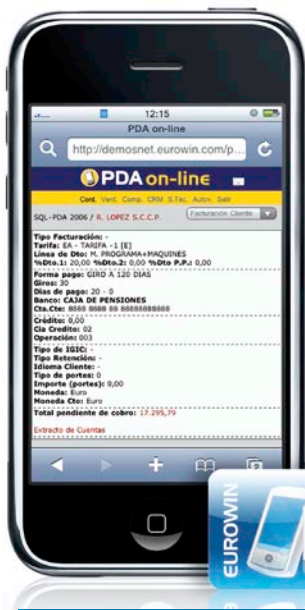 12:15
PDA on-line
http://demosnet.eurowin.com/p...
PDA on-line
Cont. Vent. Comp. CRM S.Tec. Autov. Salir
SQL-PDA 2006 / R. LOPEZ S.C.C.P.
Facturación Cliente
Tipo Facturación: -
Tarifa: EA - TARIFA -1 [E]
Linea de Dto: M. PROGRAMA+MAQUINES
%Dto.1: 20,00 %Dto.2: 0,00 %Dto P.P.: 0,00
Forma pago: GIRO A 120 DIAS
Giros: 30
Dias de pago: 20 - 0
Banco: CAJA DE PENSIONES
Cta.Cte: 8888 8888 88 8888888888
Crédito: 0,00
Cia Credito: 02
Operación: 003
Tipo de IGIC: -
Tipo Retención: -
Idioma Cliente: -
Tipo de portes: 0
Importe (portes): 0,00
Moneda: Euro
Moneda Cto: Euro
Total pendiente de cobro: 17.295,79
Extracto de Cuentas
EUROWIN